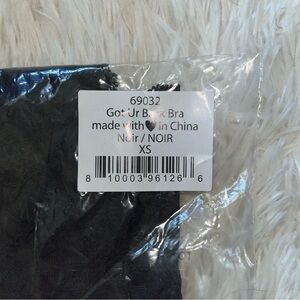 69032
Got Ur Back Bra
made with🖤in China
Noir / NOIR
XS
8 10003 96126 6